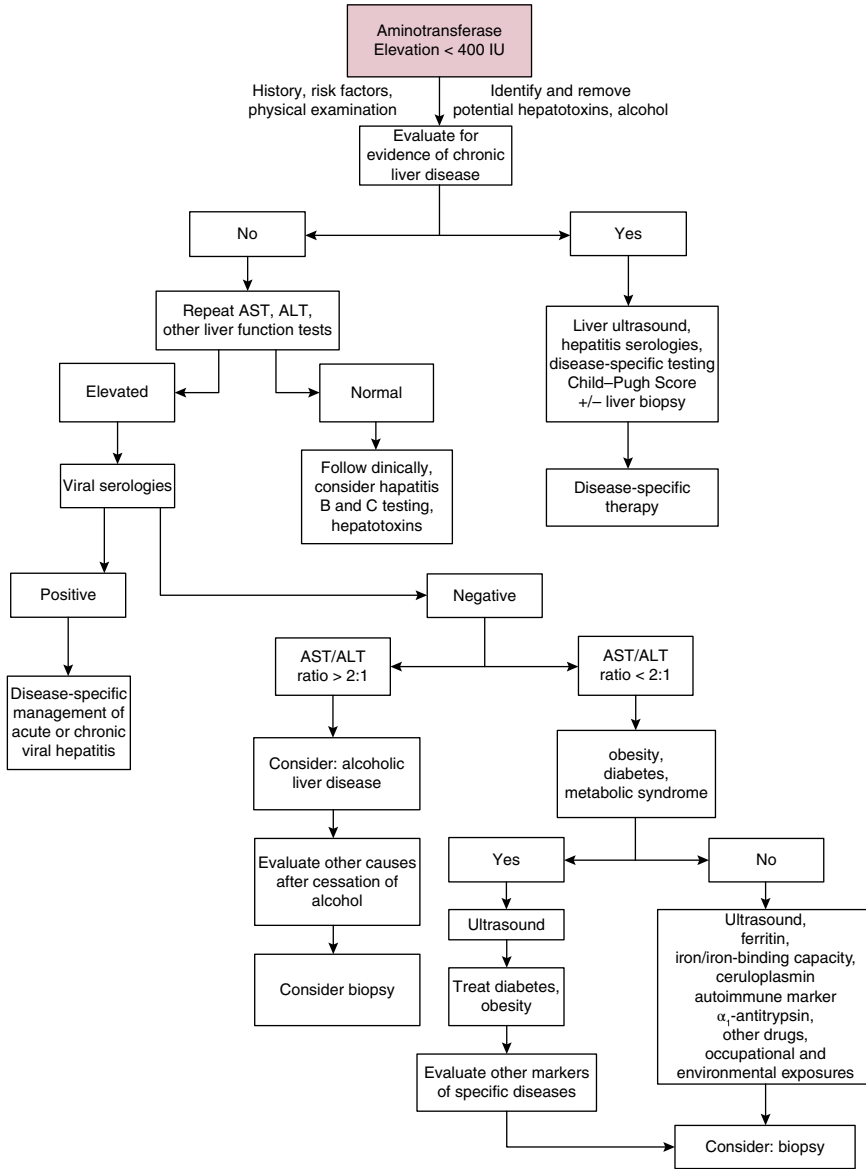 Aminotransferase
Elevation < 400 IU
History, risk factors,
physical examination
Identify and remove
potential hepatotoxins, alcohol
Evaluate for
evidence of chronic
liver disease
No
Yes
Repeat AST, ALT,
other liver function tests
Liver ultrasound,
hepatitis serologies,
disease-specific testing
Child–Pugh Score
+/– liver biopsy
Elevated
Normal
Viral serologies
Follow dinically,
consider hapatitis
B and C testing,
hepatotoxins
Disease-specific
therapy
Positive
Negative
Disease-specific
management of
acute or chronic
viral hepatitis
AST/ALT
ratio > 2:1
AST/ALT
ratio < 2:1
Consider: alcoholic
liver disease
obesity,
diabetes,
metabolic syndrome
Evaluate other causes
after cessation of
alcohol
Yes
No
Consider biopsy
Ultrasound
Treat diabetes,
obesity
Evaluate other markers
of specific diseases
Ultrasound,
ferritin,
iron/iron-binding capacity,
ceruloplasmin
autoimmune marker
α₁-antitrypsin,
other drugs,
occupational and
environmental exposures
Consider: biopsy